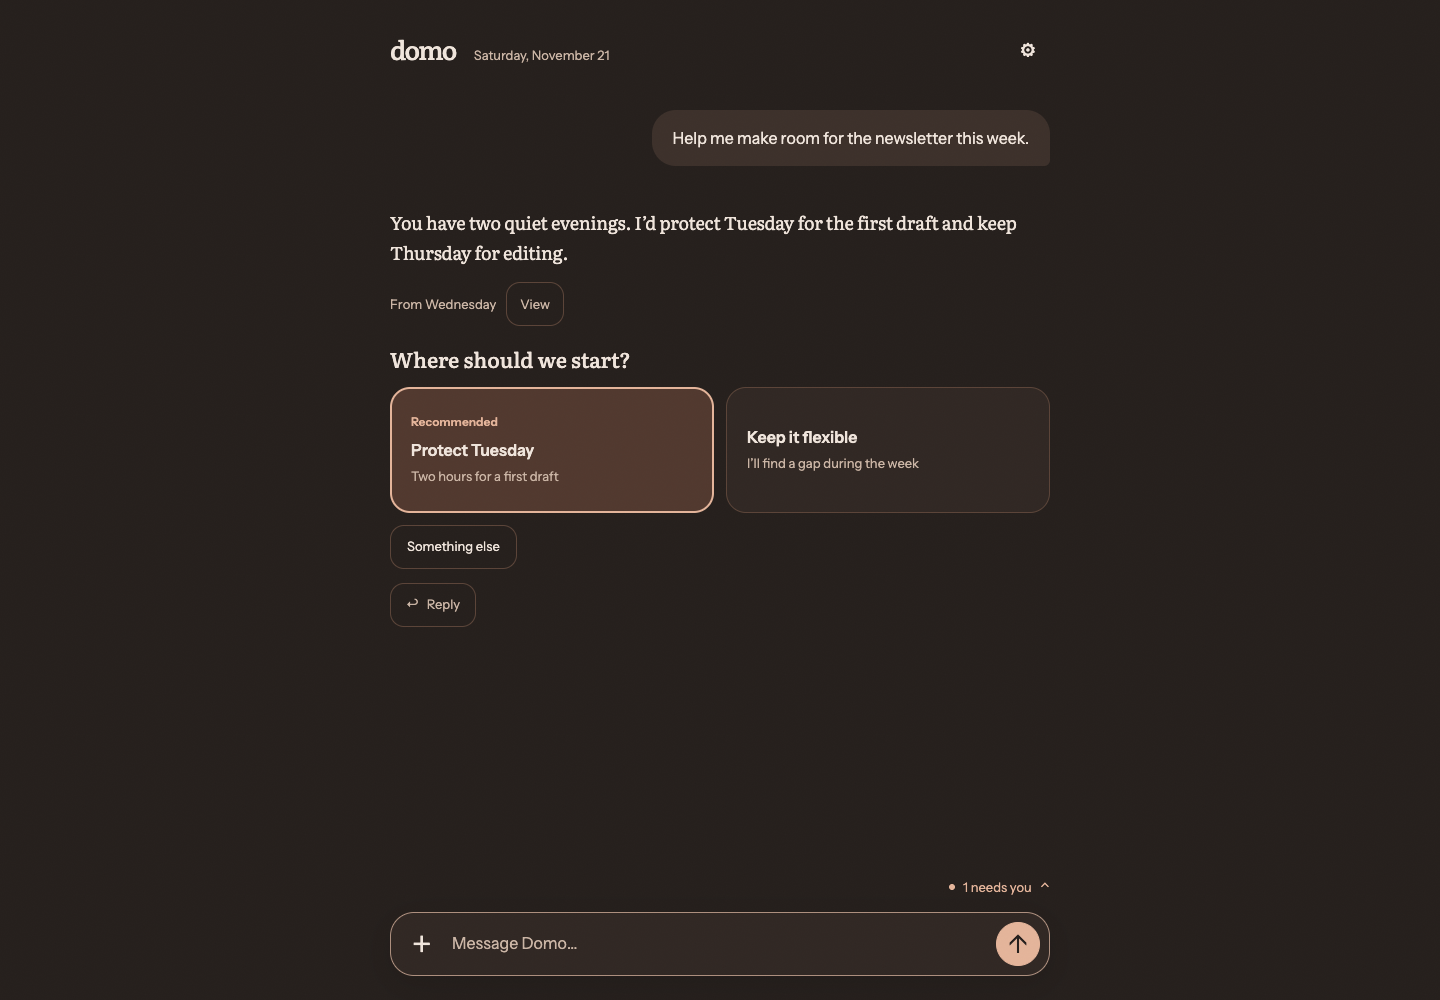 domo
Saturday, November 21
Help me make room for the newsletter this week.
You have two quiet evenings. I’d protect Tuesday for the first draft and keep
Thursday for editing.
From Wednesday
View
Where should we start?
Recommended
Protect Tuesday
Two hours for a first draft
Keep it flexible
I’ll find a gap during the week
Something else
Reply
1 needs you
Message Domo…